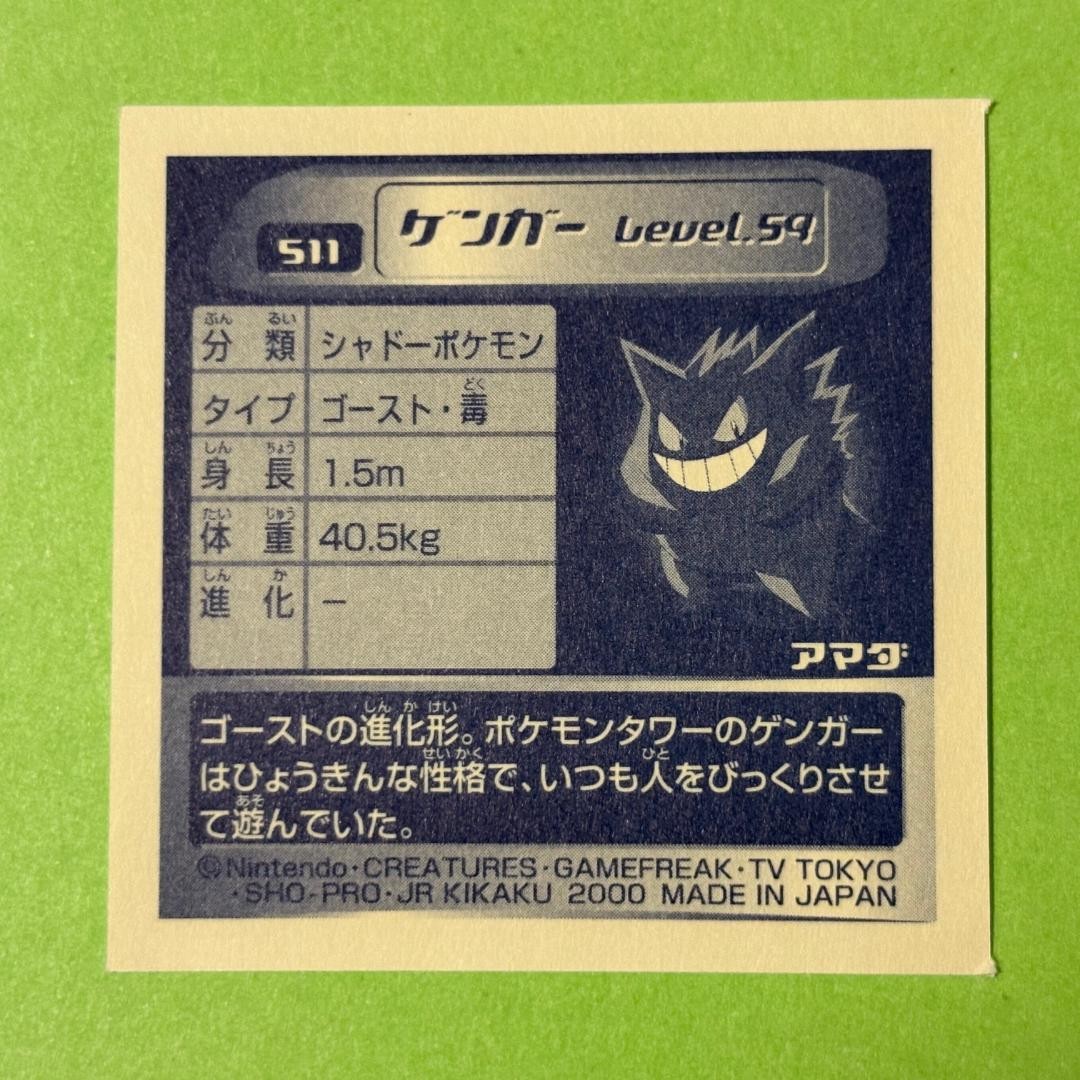 511 ゲンガー Level.59
分類 シャドーポケモン
タイプ ゴースト・毒
身長 1.5m
体重 40.5kg
進化 −
アマダ
ゴーストの進化形。ポケモンタワーのゲンガー
はひょうきんな性格で、いつも人をびっくりさせ
て遊んでいた。
©Nintendo・CREATURES・GAMEFREAK・TV TOKYO
・SHO-PRO・JR KIKAKU 2000 MADE IN JAPAN